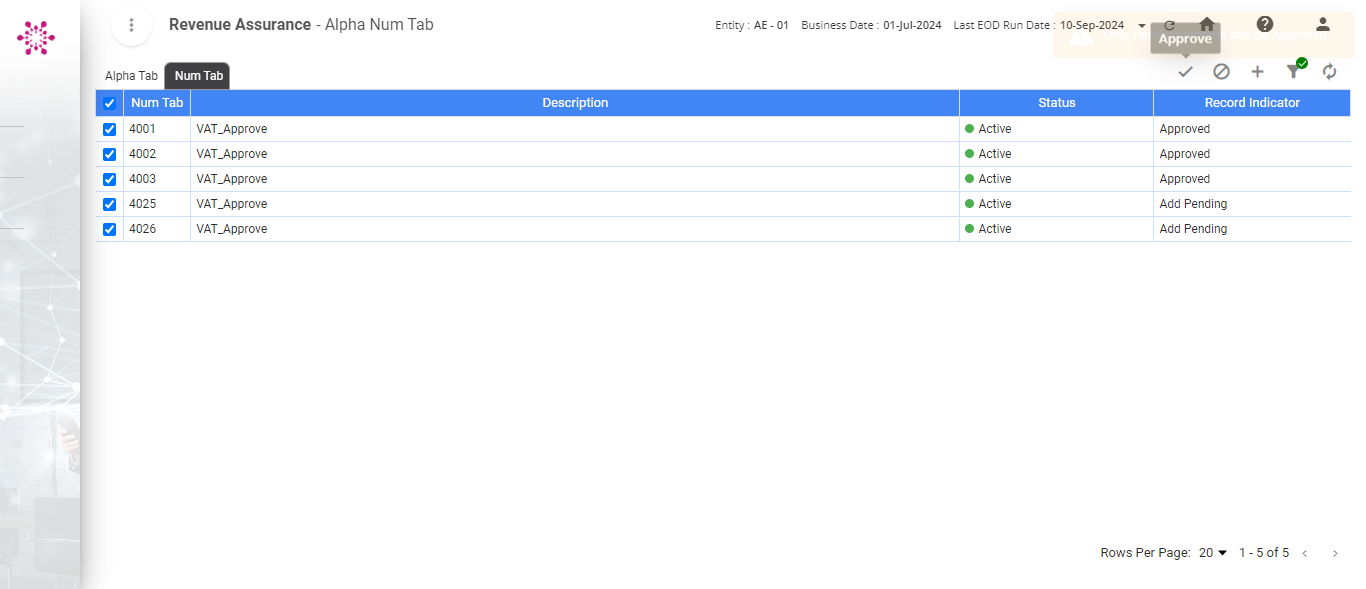 Revenue Assurance - Alpha Num Tab
Entity : AE - 01 Business Date : 01-Jul-2024 Last EOD Run Date : 10-Sep-2024
Approve
Alpha Tab Num Tab
Num Tab Description Status Record Indicator
4001 VAT_Approve Active Approved
4002 VAT_Approve Active Approved
4003 VAT_Approve Active Approved
4025 VAT_Approve Active Add Pending
4026 VAT_Approve Active Add Pending
Rows Per Page: 20 1 - 5 of 5